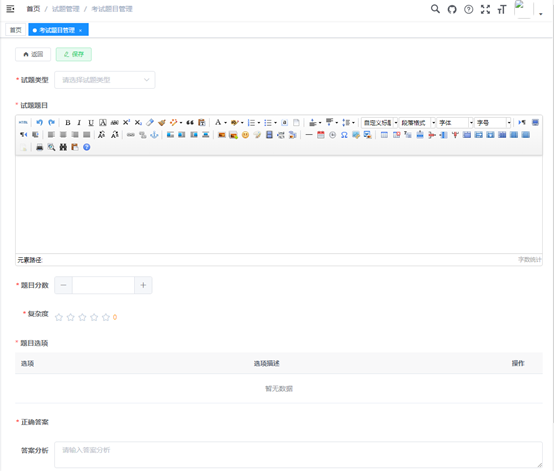 首页 / 试题管理 / 考试题目管理
首页 考试题目管理 ×
返回 保存
* 试题类型 请选择试题类型
* 试题题目
HTML B I U A ABC X² X₂ A
自定义标题 段落格式 字体 字号
元素路径: 字数统计
* 题目分数 − +
* 复杂度 0
* 题目选项
选项 选项描述 操作
暂无数据
* 正确答案
答案分析 请输入答案分析